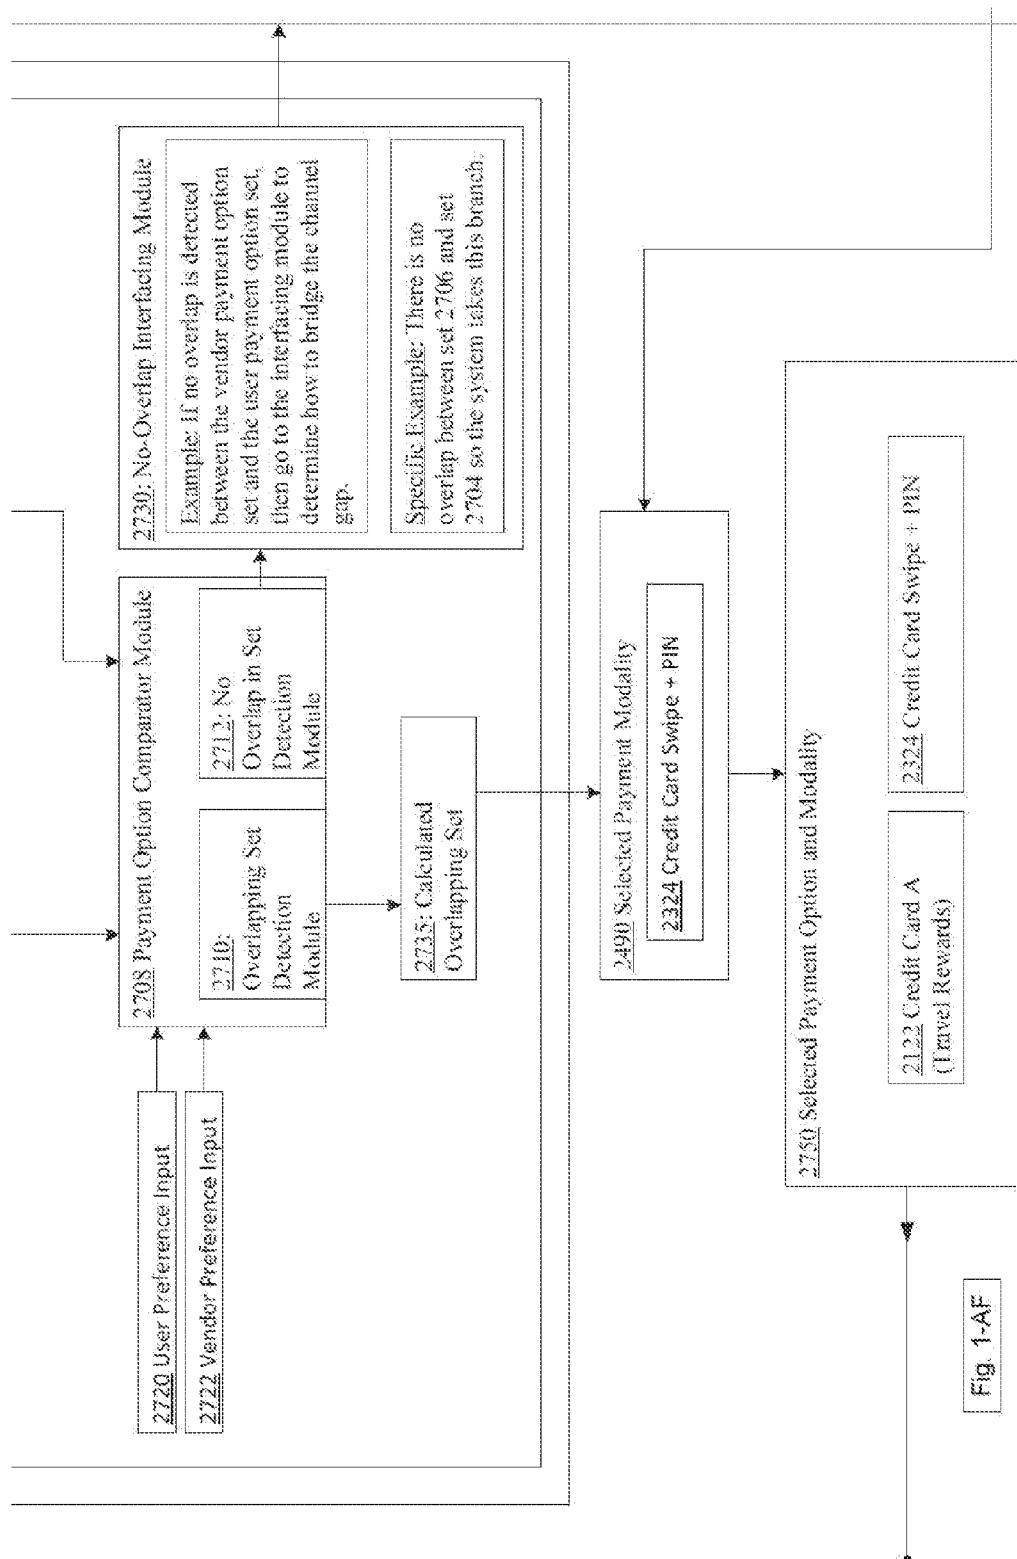 2720 User Preference Input
2722 Vendor Preference Input
2708 Payment Option Comparator Module
2710:
Overlapping Set
Detection
Module
2712: No
Overlap in Set
Detection
Module
2730: No-Overlap Interfacing Module
Example: If no overlap is detected
between the vendor payment option
set and the user payment option set,
then go to the interfacing module to
determine how to bridge the channel
gap.
Specific Example: There is no
overlap between set 2706 and set
2704 so the system takes this branch.
2735: Calculated
Overlapping Set
2490 Selected Payment Modality
2324 Credit Card Swipe + PIN
2750 Selected Payment Option and Modality
2122 Credit Card A
(Travel Rewards)
2324 Credit Card Swipe + PIN
Fig. 1-AF